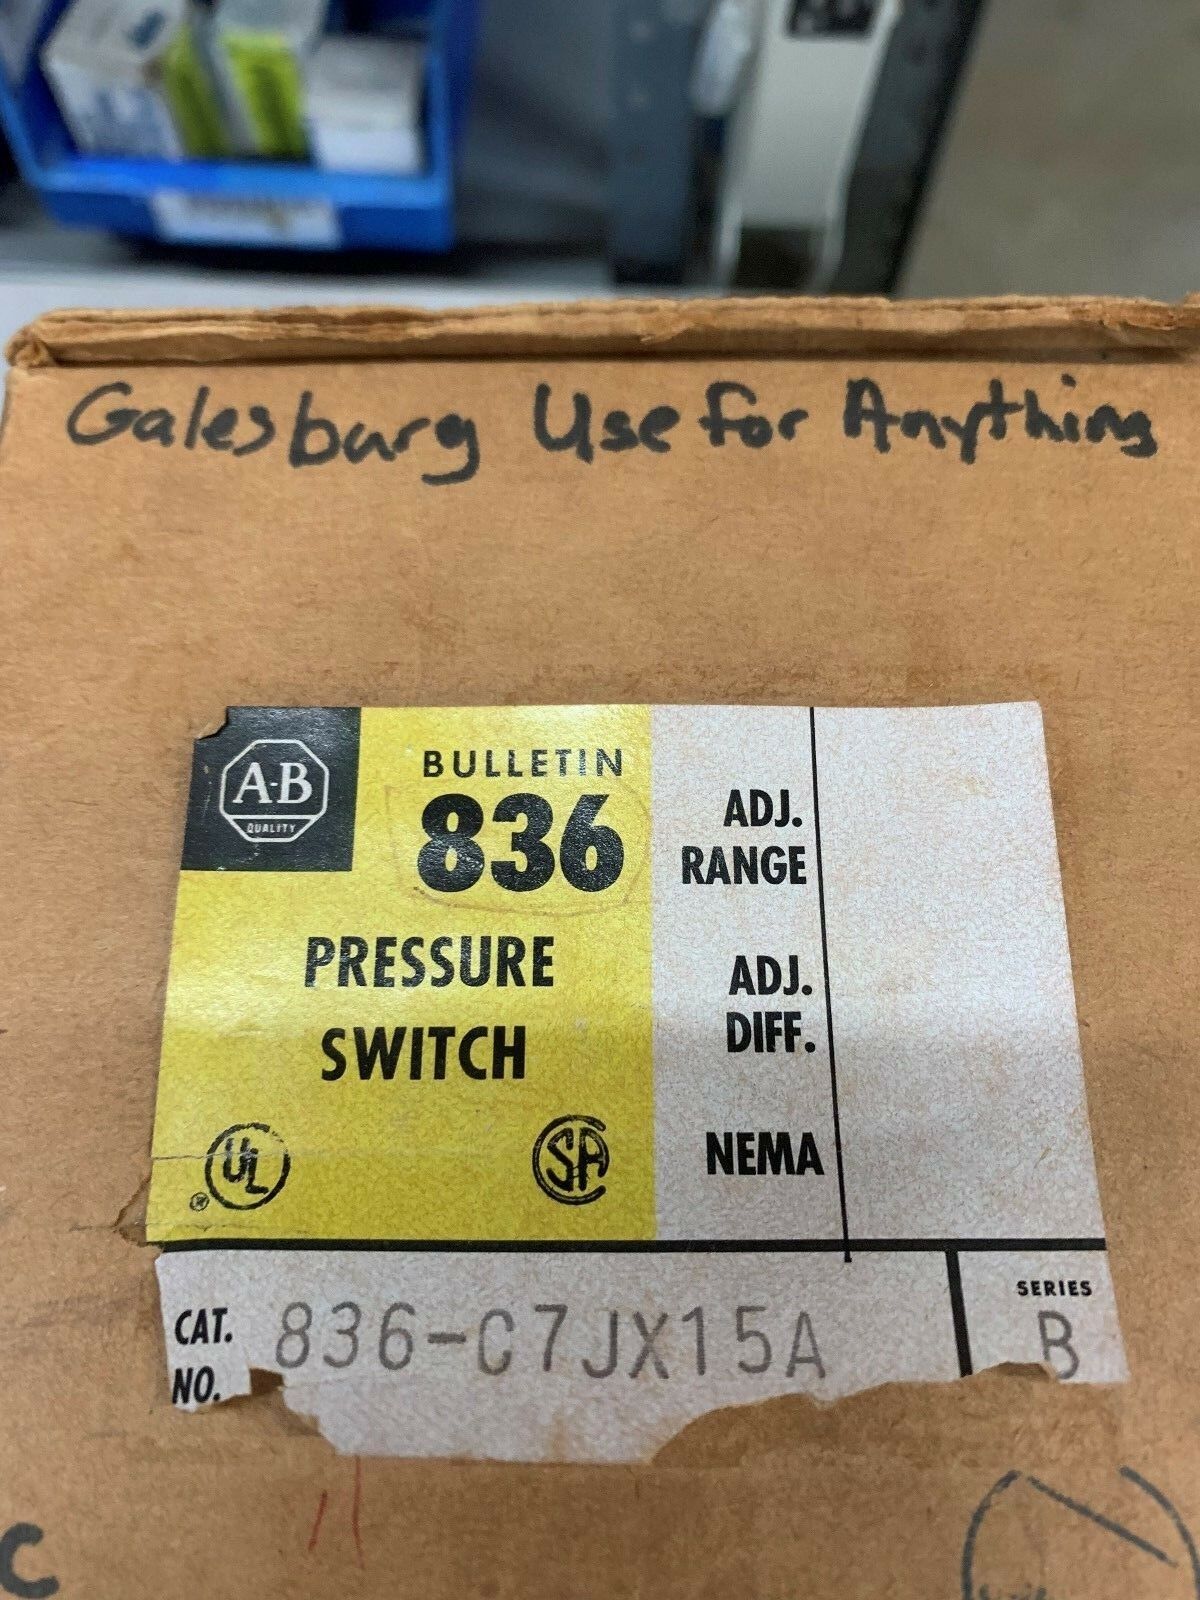 Galesburg Use for Anything
A-B
QUALITY
BULLETIN
836
PRESSURE
SWITCH
UL
®
SA
ADJ.
RANGE
ADJ.
DIFF.
NEMA
CAT.
NO.
836-C7JX15A
SERIES
B
C